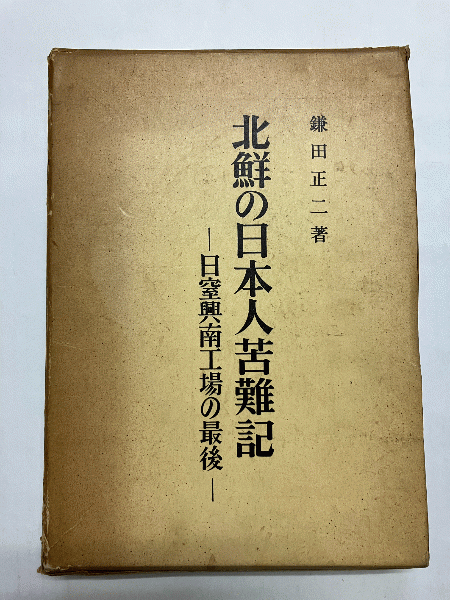 鎌田正二著
北鮮の日本人苦難記
―日窒興南工場の最後―